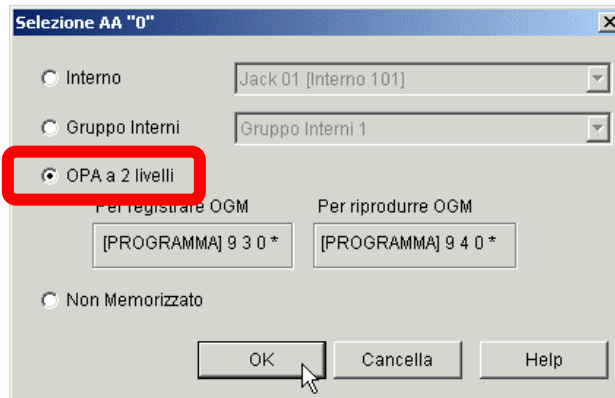 Selezione AA "0"
Interno
Jack 01 [Interno 101]
Gruppo Interni
Gruppo Interni 1
OPA a 2 livelli
Per registrare OGM
Per riprodurre OGM
[PROGRAMMA] 9 3 0 *
[PROGRAMMA] 9 4 0 *
Non Memorizzato
OK
Cancella
Help